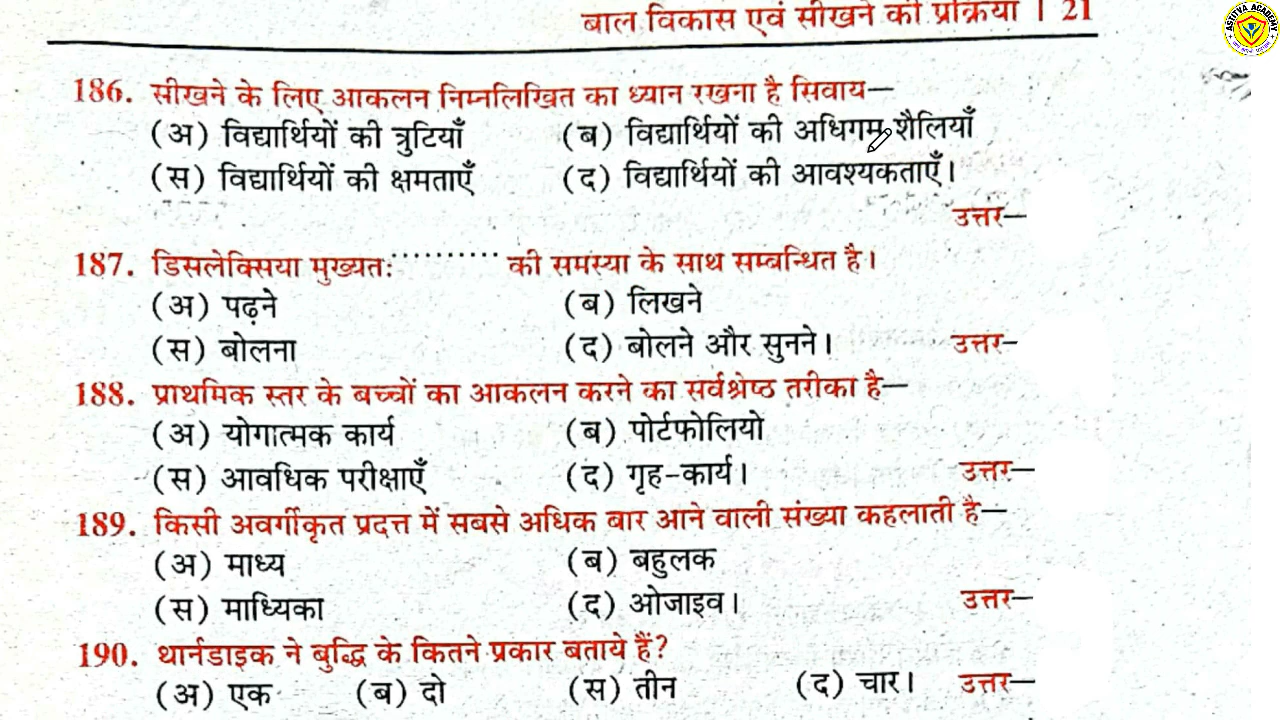 बाल विकास एवं सीखने की प्रक्रिया । 21
ASTITVA ACADEMY
186. सीखने के लिए आकलन निम्नलिखित का ध्यान रखना है सिवाय—
(अ) विद्यार्थियों की त्रुटियाँ (ब) विद्यार्थियों की अधिगम शैलियाँ
(स) विद्यार्थियों की क्षमताएँ (द) विद्यार्थियों की आवश्यकताएँ।
उत्तर—
187. डिसलेक्सिया मुख्यतः .......... की समस्या के साथ सम्बन्धित है।
(अ) पढ़ने (ब) लिखने
(स) बोलना (द) बोलने और सुनने। उत्तर-
188. प्राथमिक स्तर के बच्चों का आकलन करने का सर्वश्रेष्ठ तरीका है—
(अ) योगात्मक कार्य (ब) पोर्टफोलियो
(स) आवधिक परीक्षाएँ (द) गृह-कार्य। उत्तर—
189. किसी अवर्गीकृत प्रदत्त में सबसे अधिक बार आने वाली संख्या कहलाती है—
(अ) माध्य (ब) बहुलक
(स) माध्यिका (द) ओजाइव। उत्तर—
190. थार्नडाइक ने बुद्धि के कितने प्रकार बताये हैं?
(अ) एक (ब) दो (स) तीन (द) चार। उत्तर—